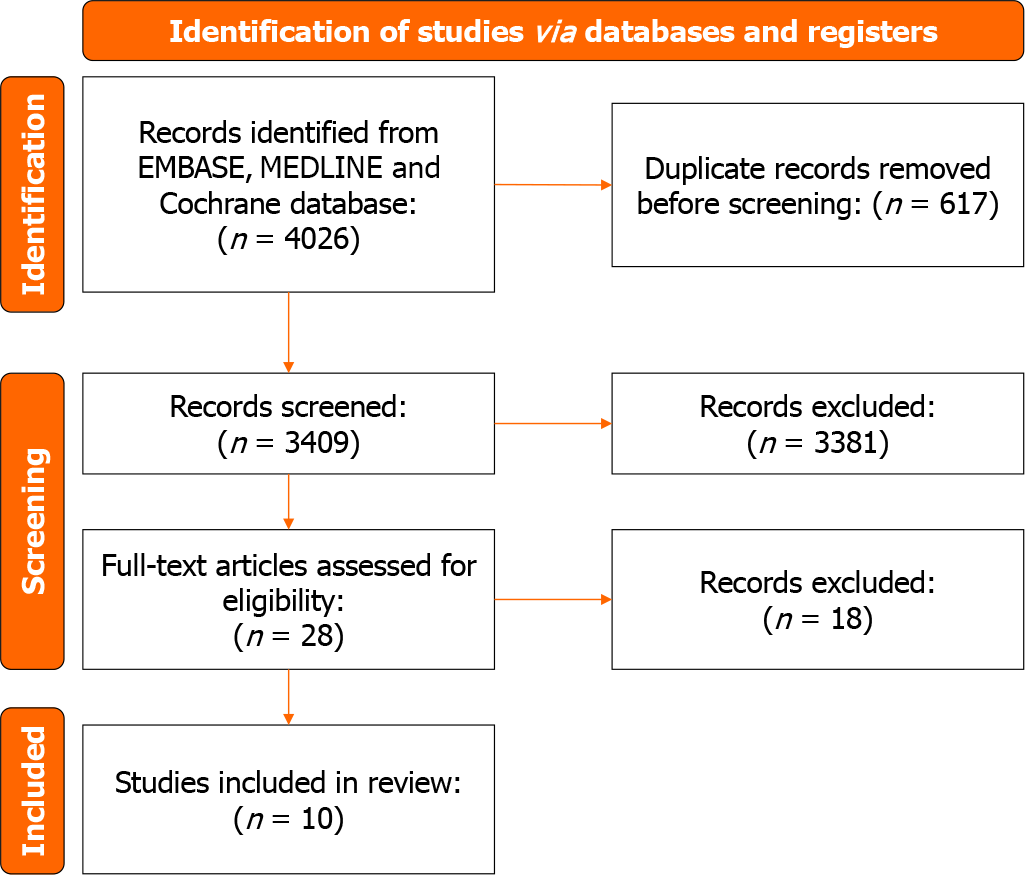 Identification of studies via databases and registers
Identification
Records identified from
EMBASE, MEDLINE and
Cochrane database:
(n = 4026)
Duplicate records removed
before screening: (n = 617)
Screening
Records screened:
(n = 3409)
Records excluded:
(n = 3381)
Full-text articles assessed for
eligibility:
(n = 28)
Records excluded:
(n = 18)
Included
Studies included in review:
(n = 10)